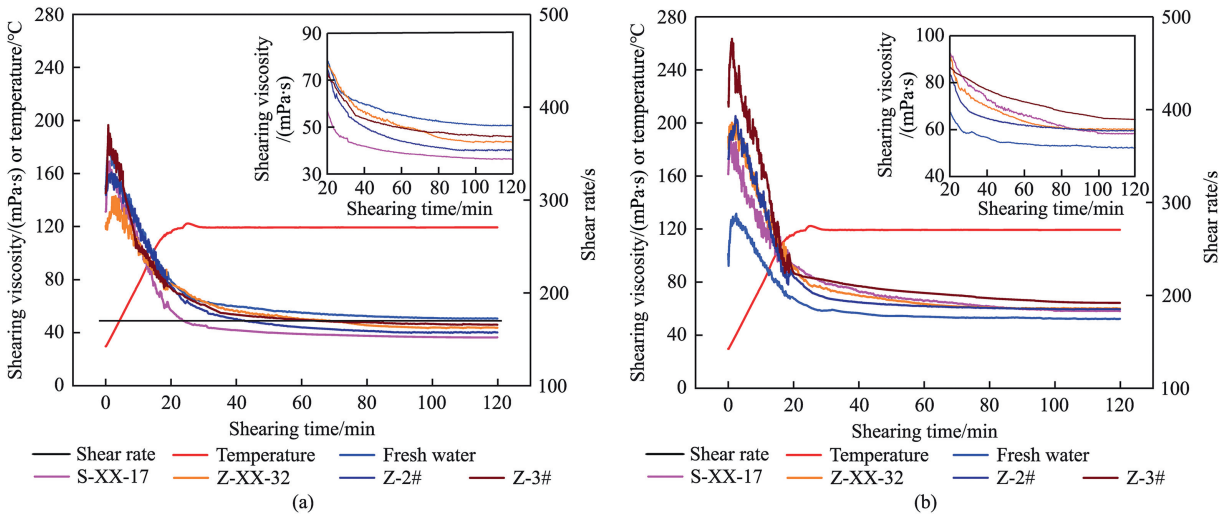 280
240
200
160
120
80
40
0
Shearing viscosity/(mPa·s) or temperature/°C
500
400
300
200
100
Shear rate/s
0 20 40 60 80 100 120
Shearing time/min
90
70
50
30
Shearing viscosity
/(mPa·s)
20 40 60 80 100 120
Shearing time/min
Shear rate Temperature Fresh water
S-XX-17 Z-XX-32 Z-2# Z-3#
(a)
280
240
200
160
120
80
40
0
Shearing viscosity/(mPa·s) or temperature/°C
500
400
300
200
100
Shear rate/s
0 20 40 60 80 100 120
Shearing time/min
100
80
60
40
Shearing viscosity
/(mPa·s)
20 40 60 80 100 120
Shearing time/min
Shear rate Temperature Fresh water
S-XX-17 Z-XX-32 Z-2# Z-3#
(b)